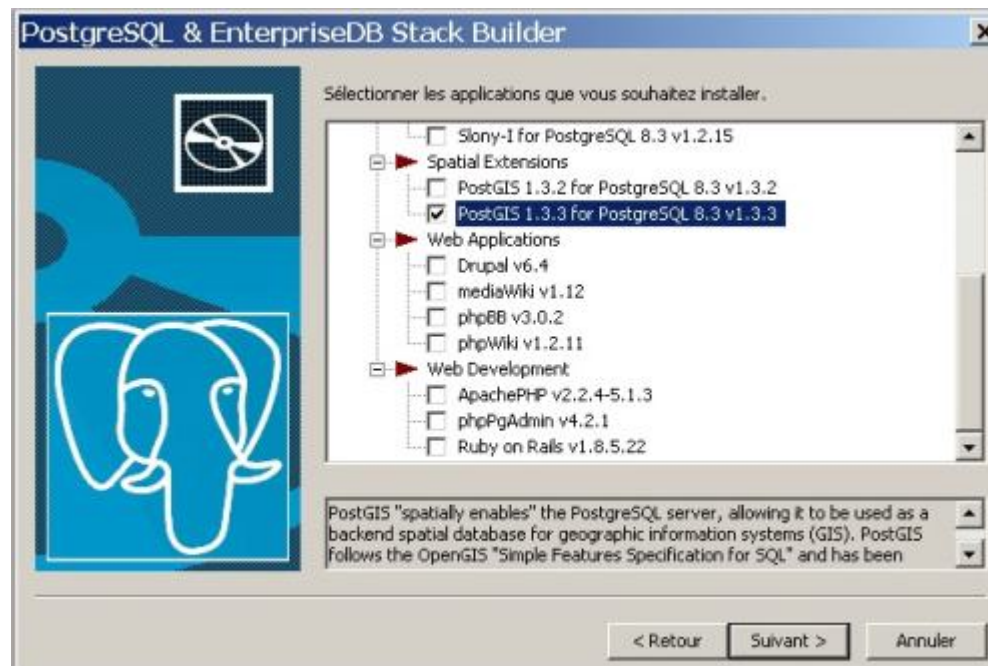 PostgreSQL & EnterpriseDB Stack Builder
Sélectionner les applications que vous souhaitez installer.
Slony-I for PostgreSQL 8.3 v1.2.15
Spatial Extensions
PostGIS 1.3.2 for PostgreSQL 8.3 v1.3.2
PostGIS 1.3.3 for PostgreSQL 8.3 v1.3.3
Web Applications
Drupal v6.4
mediaWiki v1.12
phpBB v3.0.2
phpWiki v1.2.11
Web Development
ApachePHP v2.2.4-5.1.3
phpPgAdmin v4.2.1
Ruby on Rails v1.8.5.22
PostGIS "spatially enables" the PostgreSQL server, allowing it to be used as a
backend spatial database for geographic information systems (GIS). PostGIS
follows the OpenGIS "Simple Features Specification for SQL" and has been
< Retour Suivant > Annuler